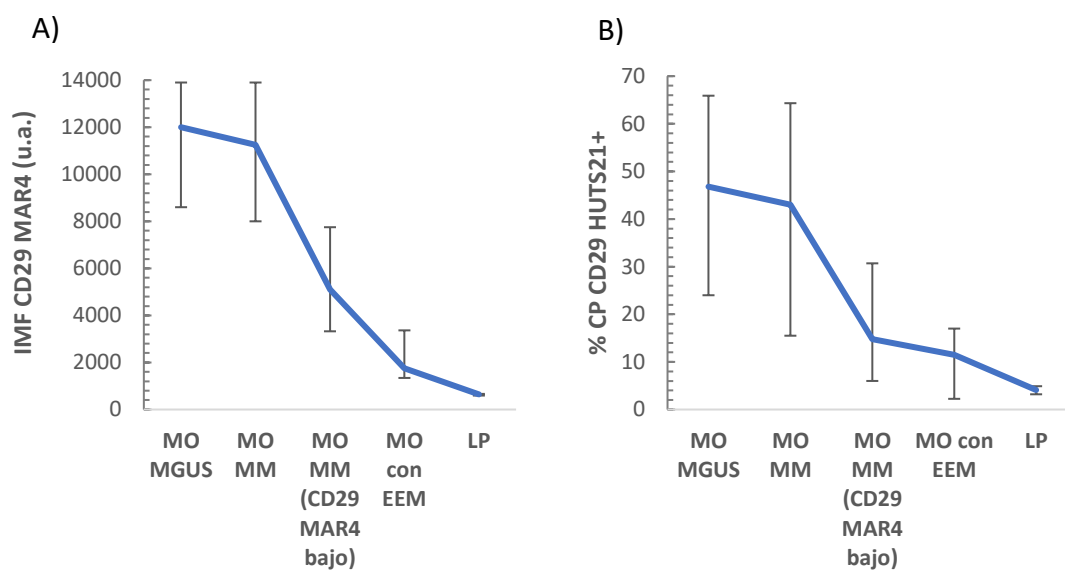 A)
IMF CD29 MAR4 (u.a.)
14000
12000
10000
8000
6000
4000
2000
0
MO MGUS
MO MM
MO MM (CD29 MAR4 bajo)
MO con EEM
LP
B)
% CP CD29 HUTS21+
70
60
50
40
30
20
10
0
MO MGUS
MO MM
MO MM (CD29 MAR4 bajo)
MO con EEM
LP